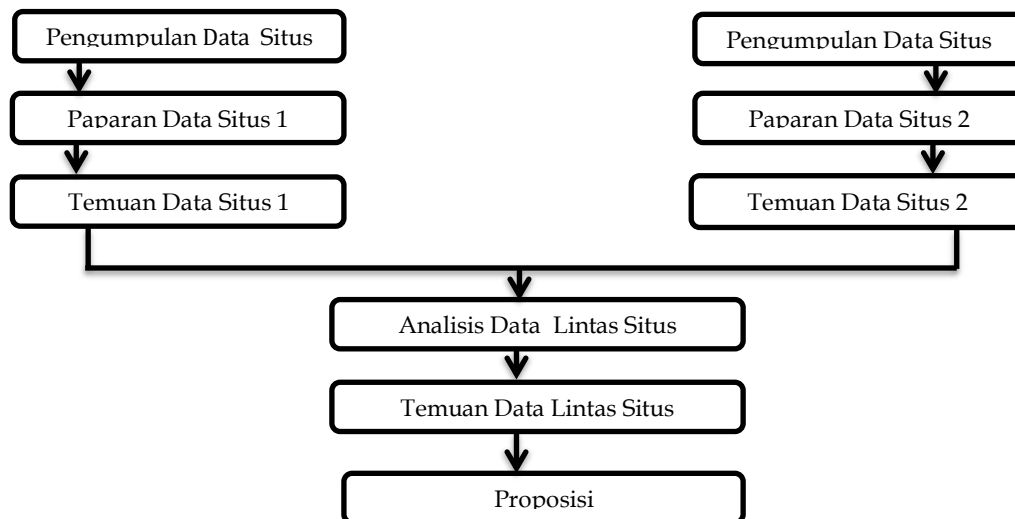 Pengumpulan Data Situs
Pengumpulan Data Situs
Paparan Data Situs 1
Paparan Data Situs 2
Temuan Data Situs 1
Temuan Data Situs 2
Analisis Data Lintas Situs
Temuan Data Lintas Situs
Proposisi